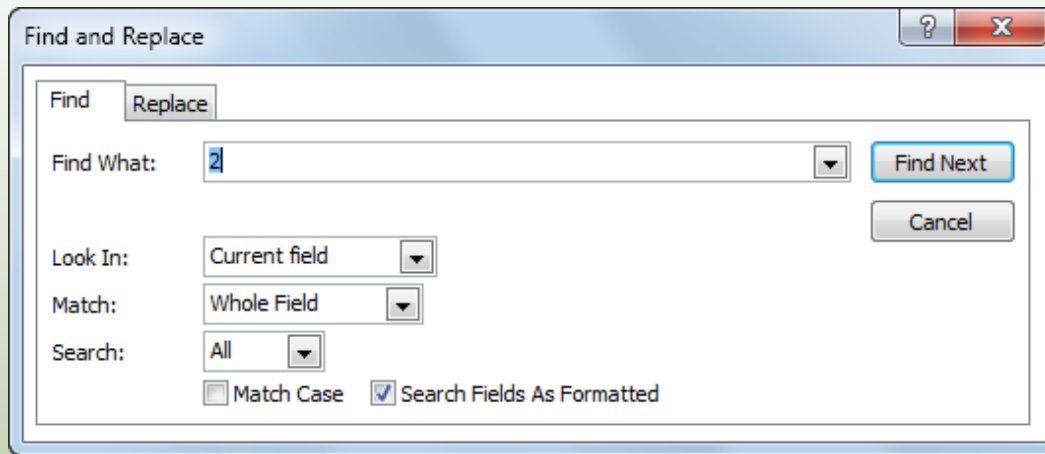 Find and Replace
Find Replace
Find What: 2 Find Next
Cancel
Look In: Current field
Match: Whole Field
Search: All
Match Case Search Fields As Formatted